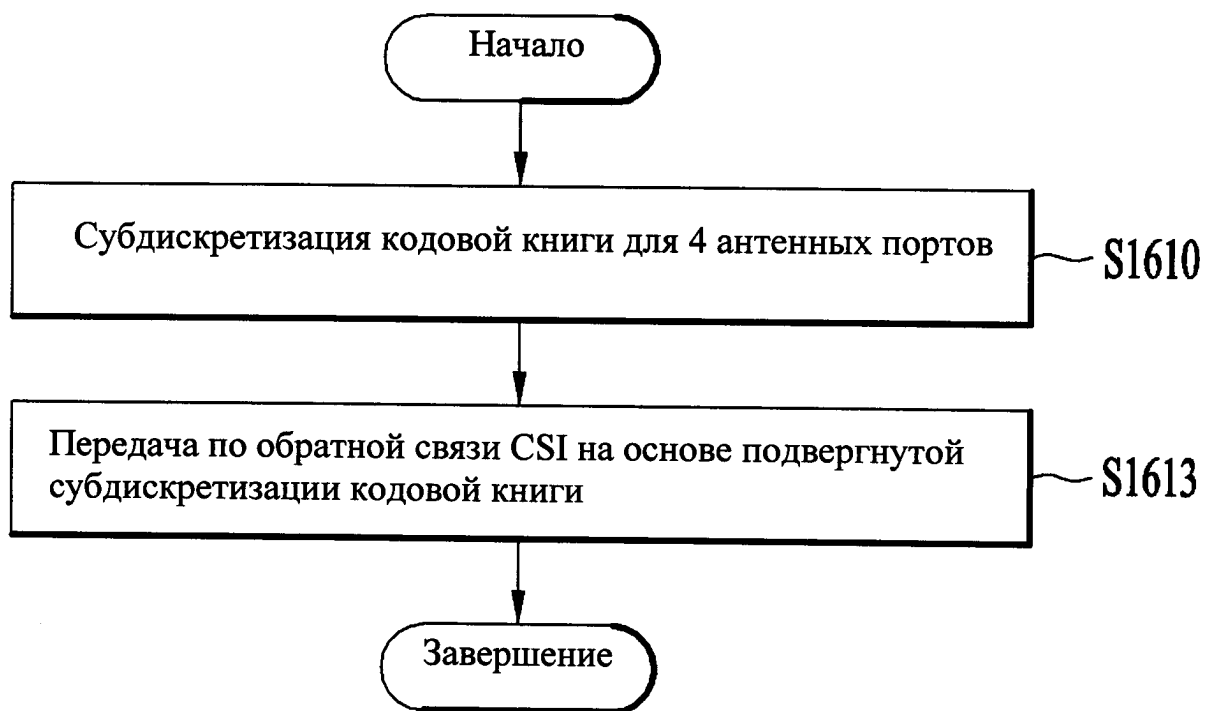 Начало
Субдискретизация кодовой книги для 4 антенных портов
S1610
Передача по обратной связи CSI на основе подвергнутой
субдискретизации кодовой книги
S1613
Завершение